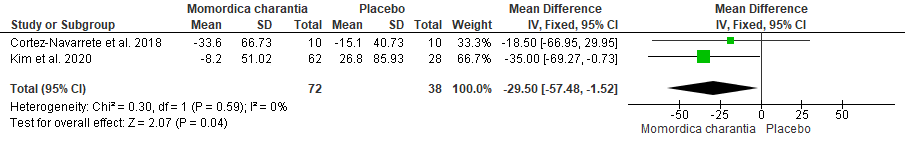 Momordica charantia Placebo Mean Difference Mean Difference
Study or Subgroup Mean SD Total Mean SD Total Weight IV, Fixed, 95% CI IV, Fixed, 95% CI
Cortez-Navarrete et al. 2018 -33.6 66.73 10 -15.1 40.73 10 33.3% -18.50 [-66.95, 29.95]
Kim et al. 2020 -8.2 51.02 62 26.8 85.93 28 66.7% -35.00 [-69.27, -0.73]
Total (95% CI) 72 38 100.0% -29.50 [-57.48, -1.52]
Heterogeneity: Chi² = 0.30, df = 1 (P = 0.59); I² = 0%
Test for overall effect: Z = 2.07 (P = 0.04)
-50 -25 0 25 50
Momordica charantia Placebo